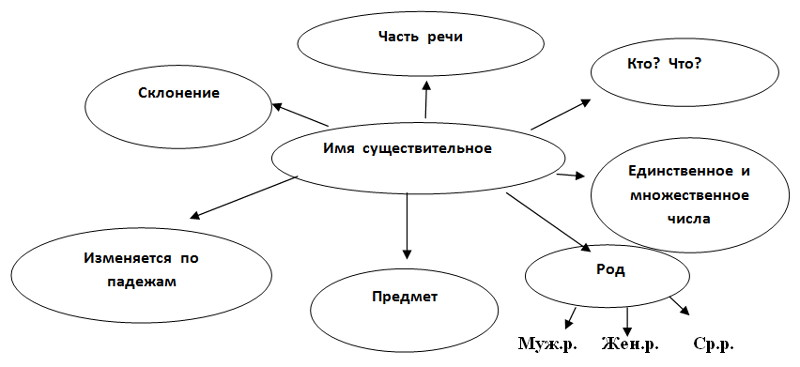 Часть речи
Кто? Что?
Склонение
Имя существительное
Единственное и
множественное
числа
Изменяется по
падежам
Род
Предмет
Муж.р. Жен.р. Ср.р.